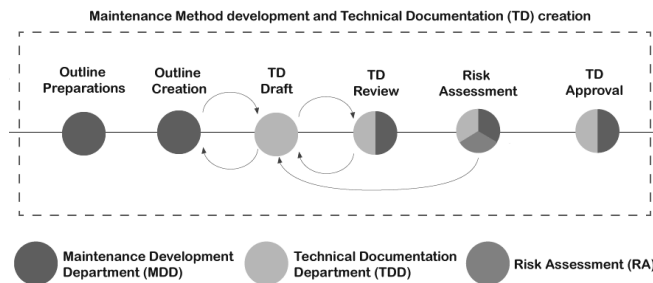 Maintenance Method development and Technical Documentation (TD) creation
Outline
Preparations
Outline
Creation
TD
Draft
TD
Review
Risk
Assessment
TD
Approval
Maintenance Development
Department (MDD)
Technical Documentation
Department (TDD)
Risk Assessment (RA)